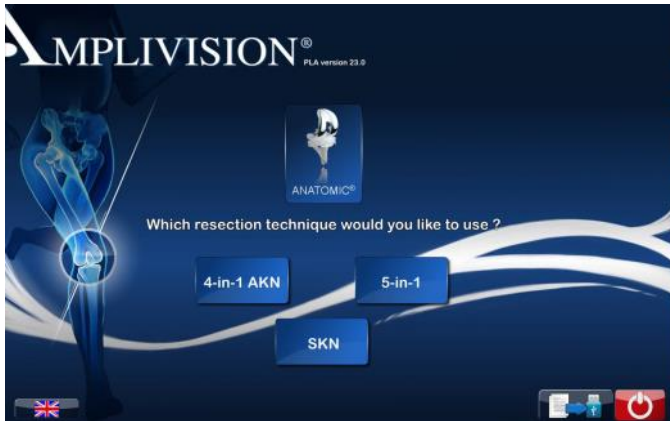 AMPLIVISION®
PLA version 23.0
ANATOMIC®
Which resection technique would you like to use ?
4-in-1 AKN
5-in-1
SKN